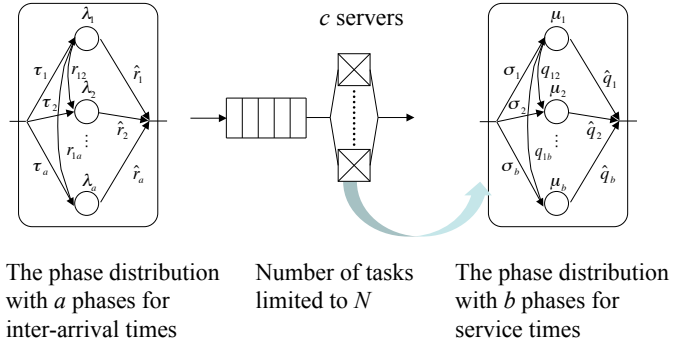 c servers
λ₁
τ₁
r₁₂
r̂₁
λ₂
τ₂
r̂₂
⋮
r₁ₐ
τₐ
r̂ₐ
λₐ
μ₁
σ₁
q₁₂
q̂₁
μ₂
σ₂
q̂₂
⋮
q₁b
σb
q̂b
μb
The phase distribution
with a phases for
inter-arrival times
Number of tasks
limited to N
The phase distribution
with b phases for
service times